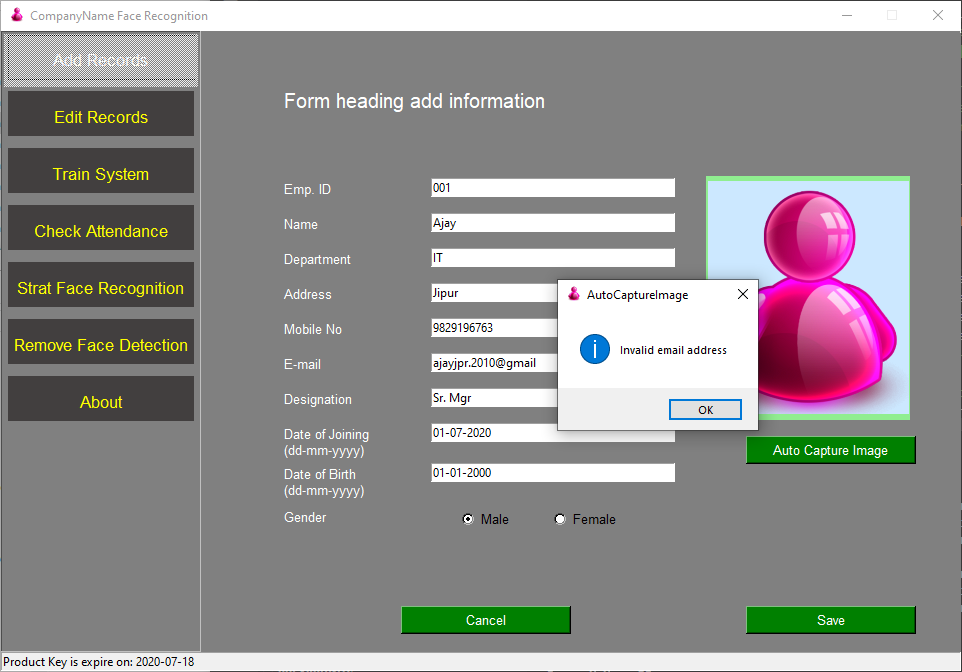 CompanyName Face Recognition
Add Records
Edit Records
Train System
Check Attendance
Strat Face Recognition
Remove Face Detection
About
Form heading add information
Emp. ID 001
Name Ajay
Department IT
Address Jipur
Mobile No 9829196763
E-mail ajayjpr.2010@gmail
Designation Sr. Mgr
Date of Joining 01-07-2020
(dd-mm-yyyy)
Date of Birth 01-01-2000
(dd-mm-yyyy)
Gender Male Female
AutoCaptureImage
Invalid email address
OK
Auto Capture Image
Cancel
Save
Product Key is expire on: 2020-07-18